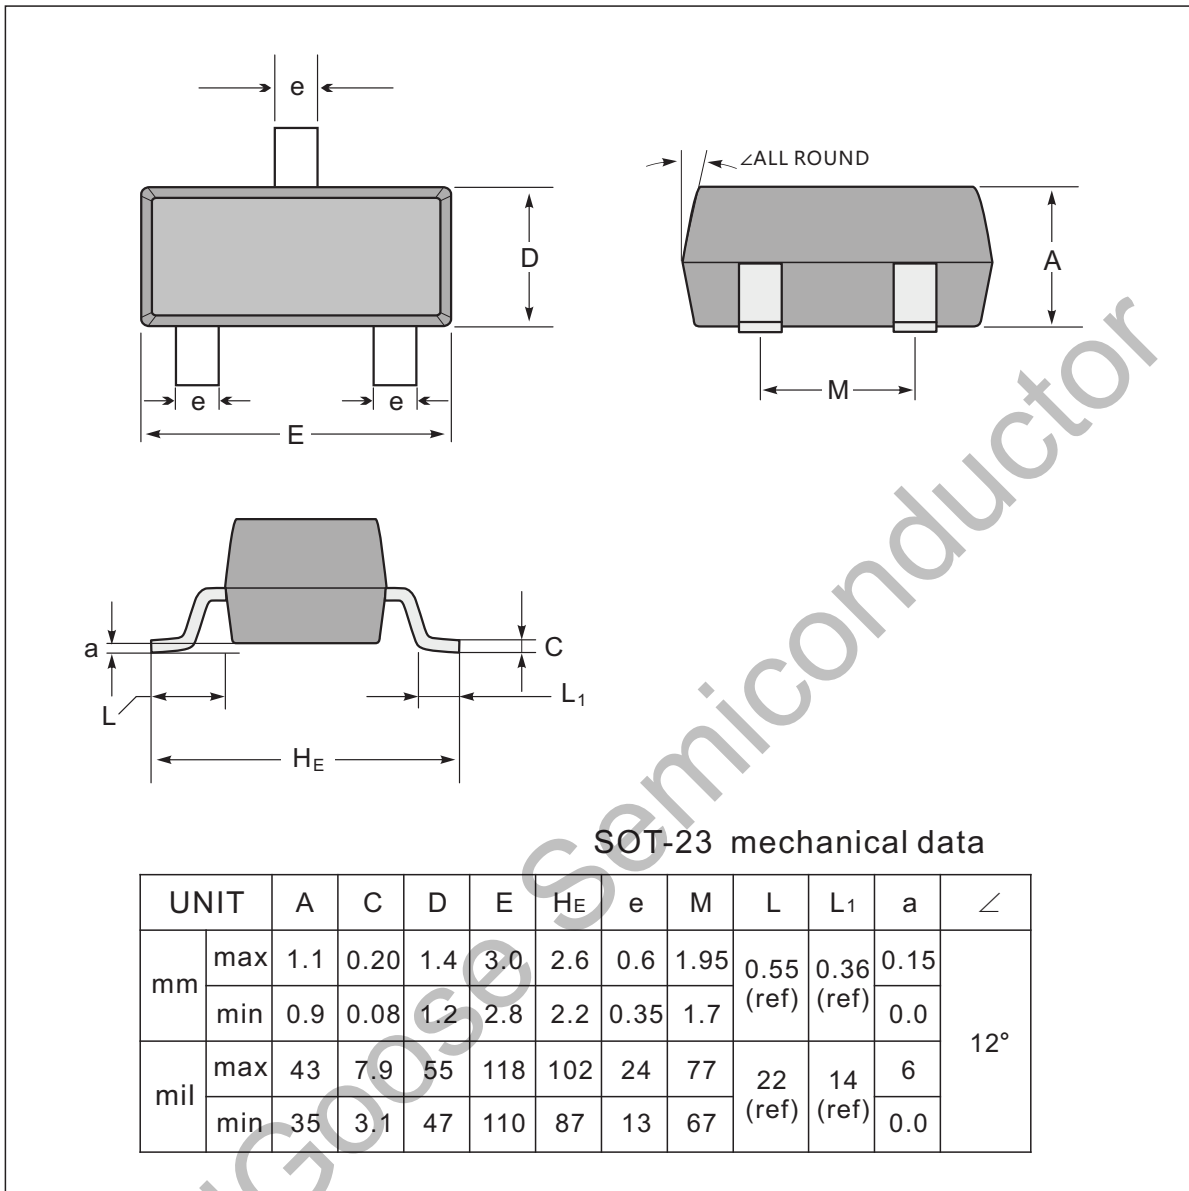 e
∠ALL ROUND
D
A
e
e
M
E
a
C
L
L1
HE
SOT-23 mechanical data
UNIT A C D E HE e M L L1 a ∠
mm max 1.1 0.20 1.4 3.0 2.6 0.6 1.95 0.55 (ref) 0.36 (ref) 0.15 12°
min 0.9 0.08 1.2 2.8 2.2 0.35 1.7 0.0
mil max 43 7.9 55 118 102 24 77 22 (ref) 14 (ref) 6
min 35 3.1 47 110 87 13 67 0.0
Goose Semiconductor